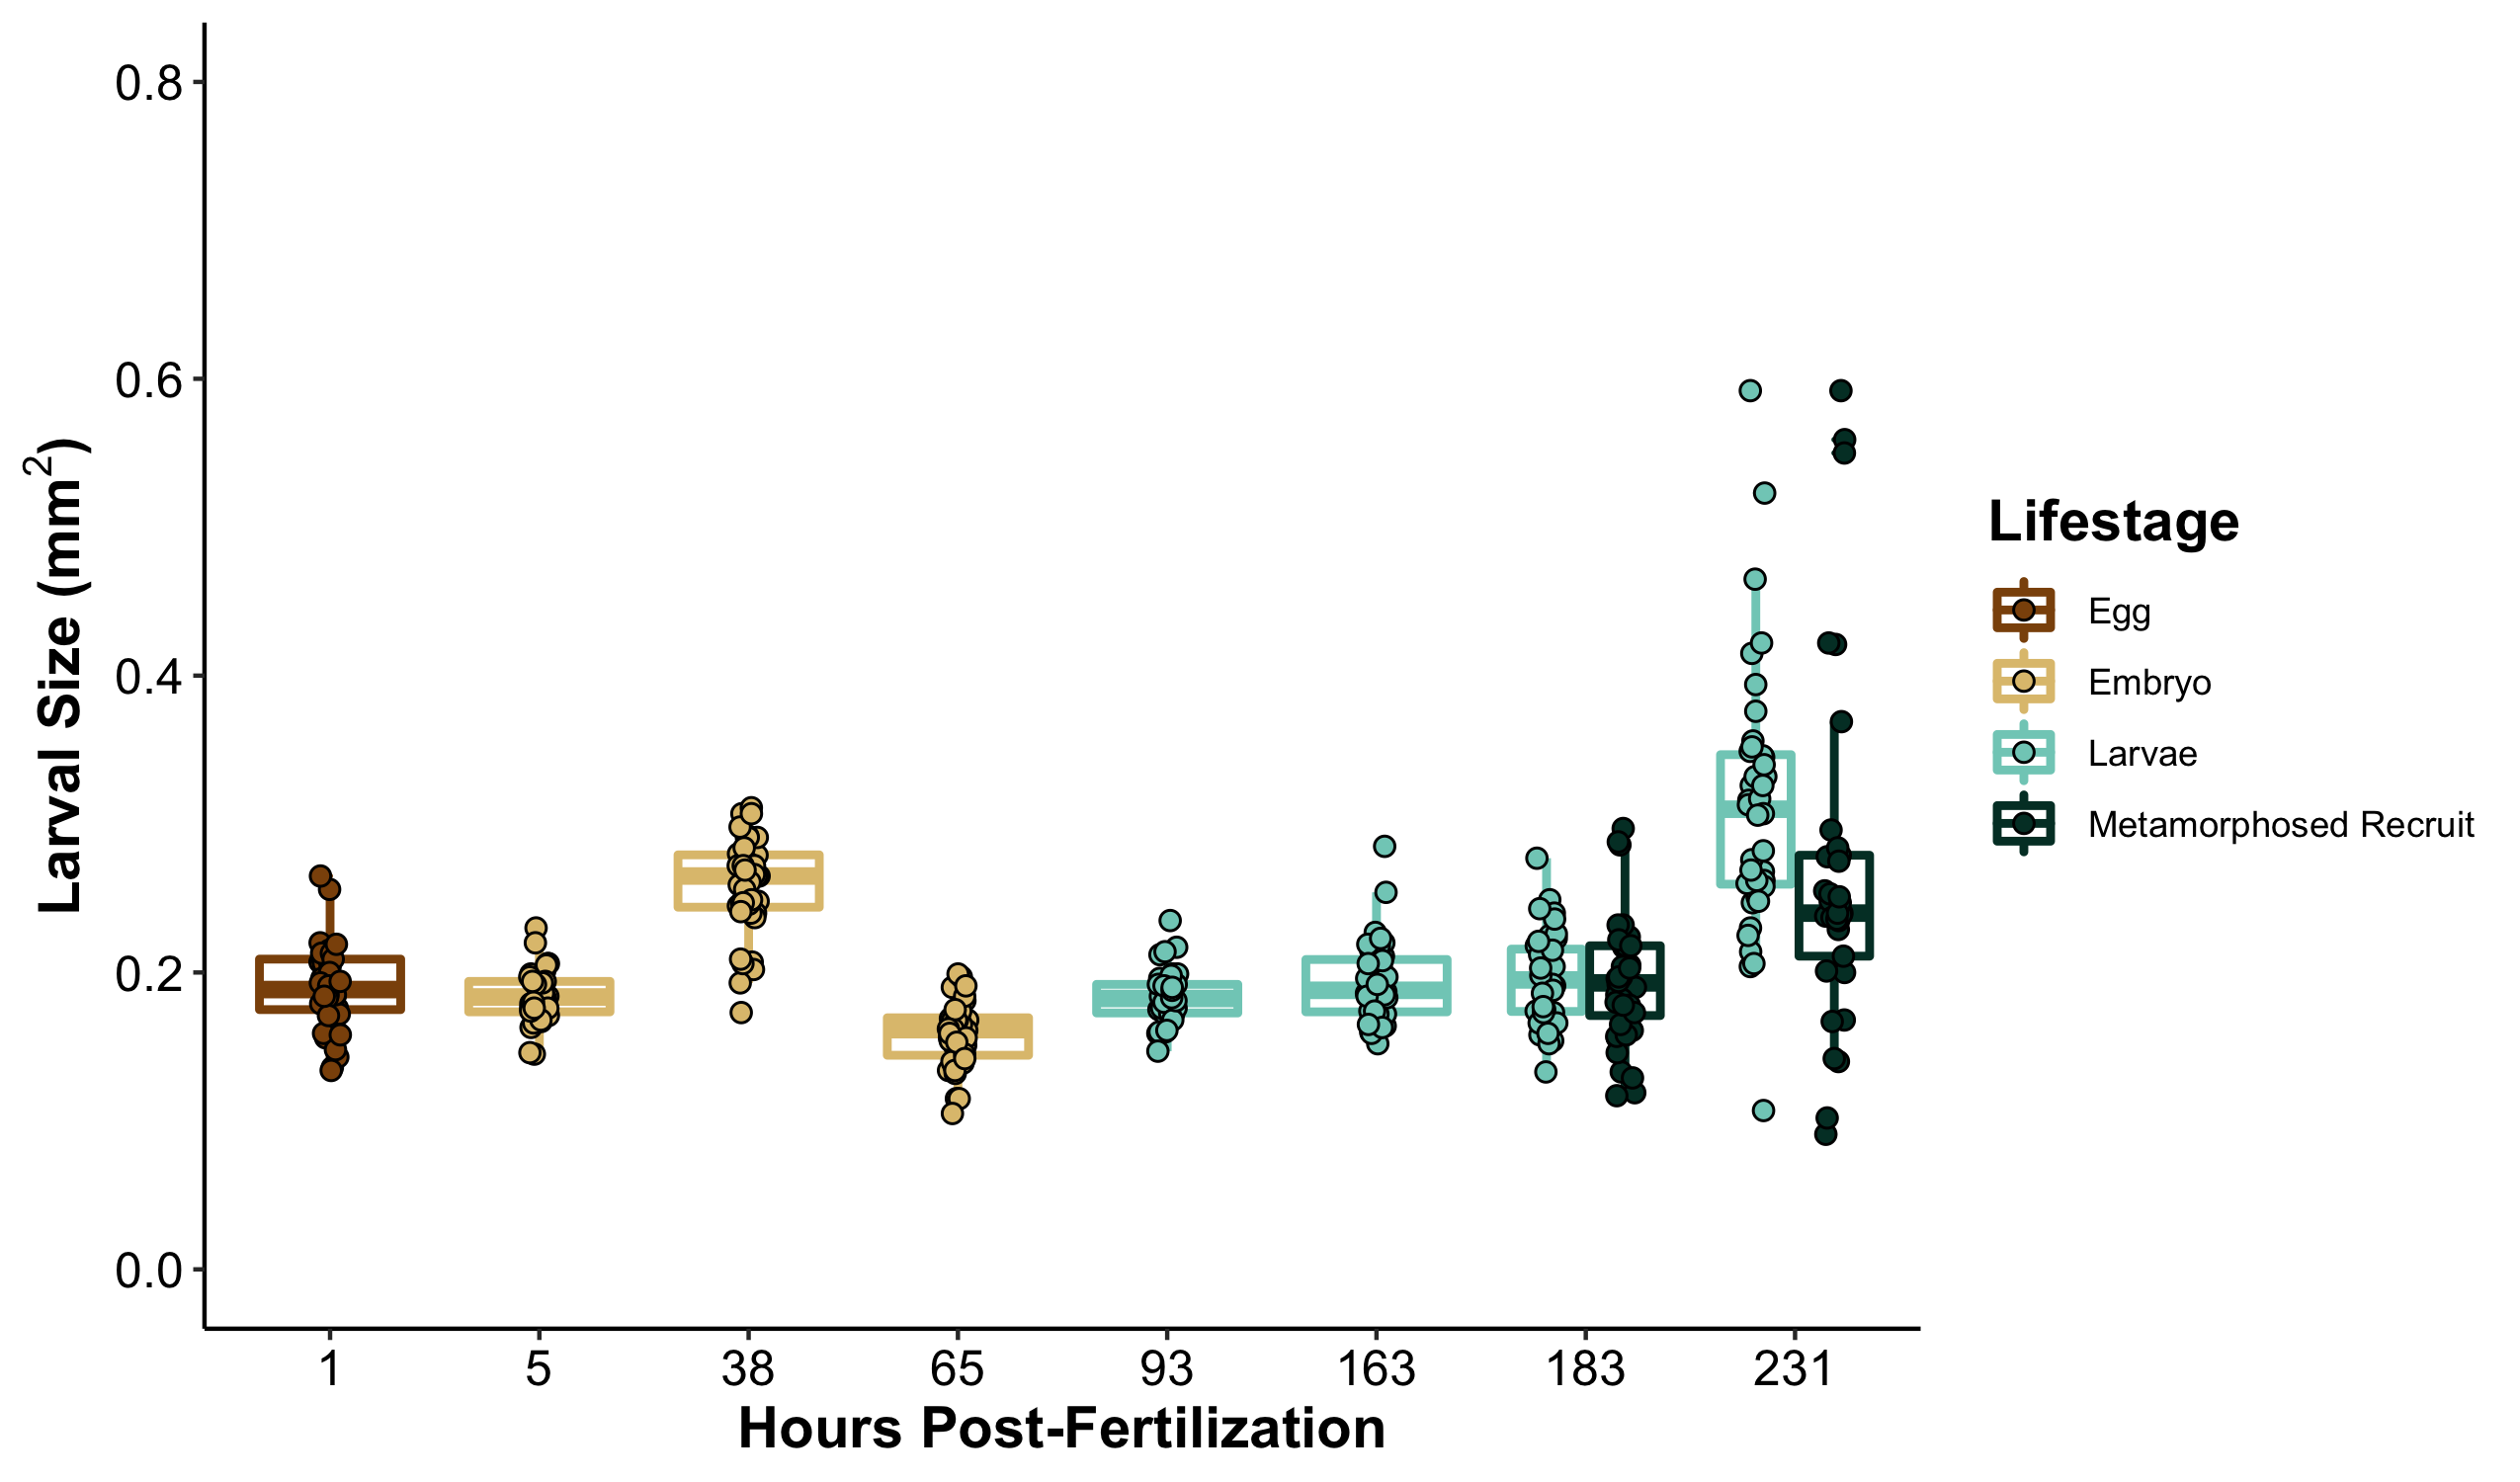 Larval Size (mm²)
0.8
0.6
0.4
0.2
0.0
1 5 38 65 93 163 183 231
Hours Post-Fertilization
Lifestage
Egg
Embryo
Larvae
Metamorphosed Recruit